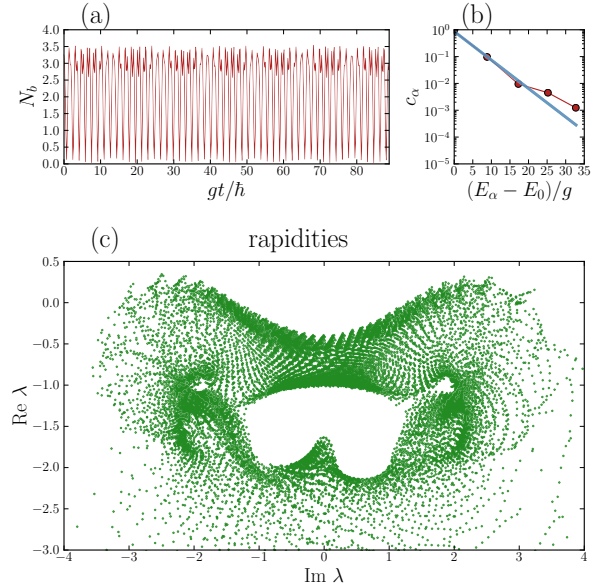 (a)
4.0
3.5
3.0
2.5
2.0
1.5
1.0
0.5
0.0
N_b
0 10 20 30 40 50 60 70 80
gt/ħ
(b)
10^0
10^-1
10^-2
10^-3
10^-4
10^-5
c_α
0 5 10 15 20 25 30 35
(E_α − E_0)/g
(c) rapidities
0.5
0.0
−0.5
−1.0
−1.5
−2.0
−2.5
−3.0
Re λ
−4 −3 −2 −1 0 1 2 3 4
Im λ